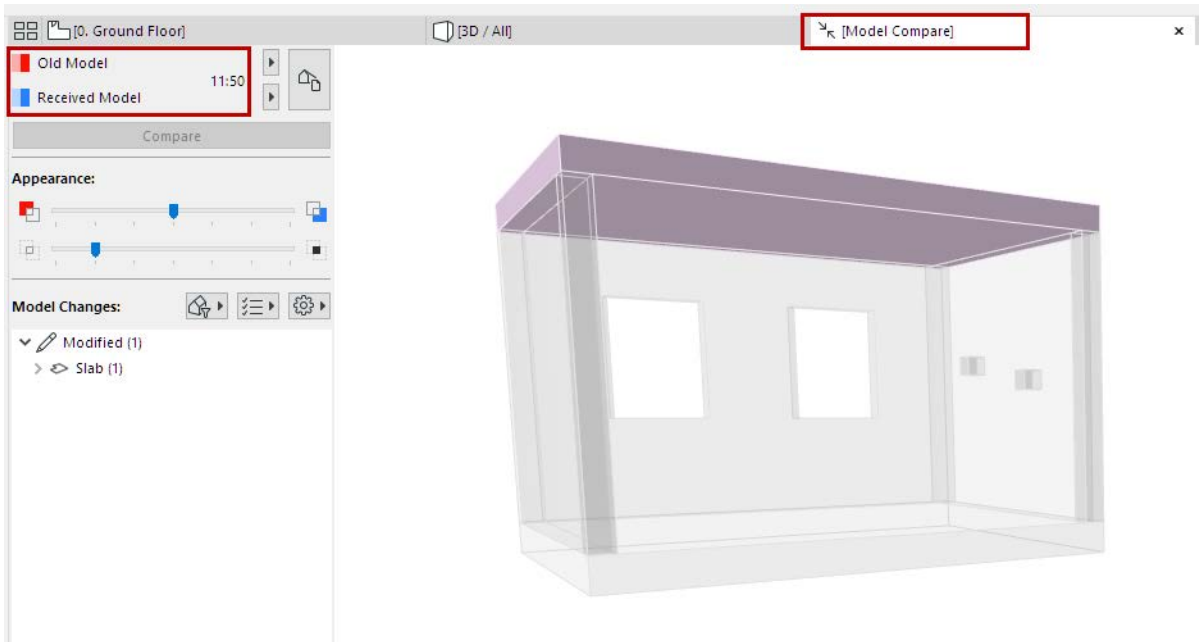 [0. Ground Floor]
[3D / All]
[Model Compare]
Old Model
11:50
Received Model
Compare
Appearance:
Model Changes:
Modified (1)
Slab (1)